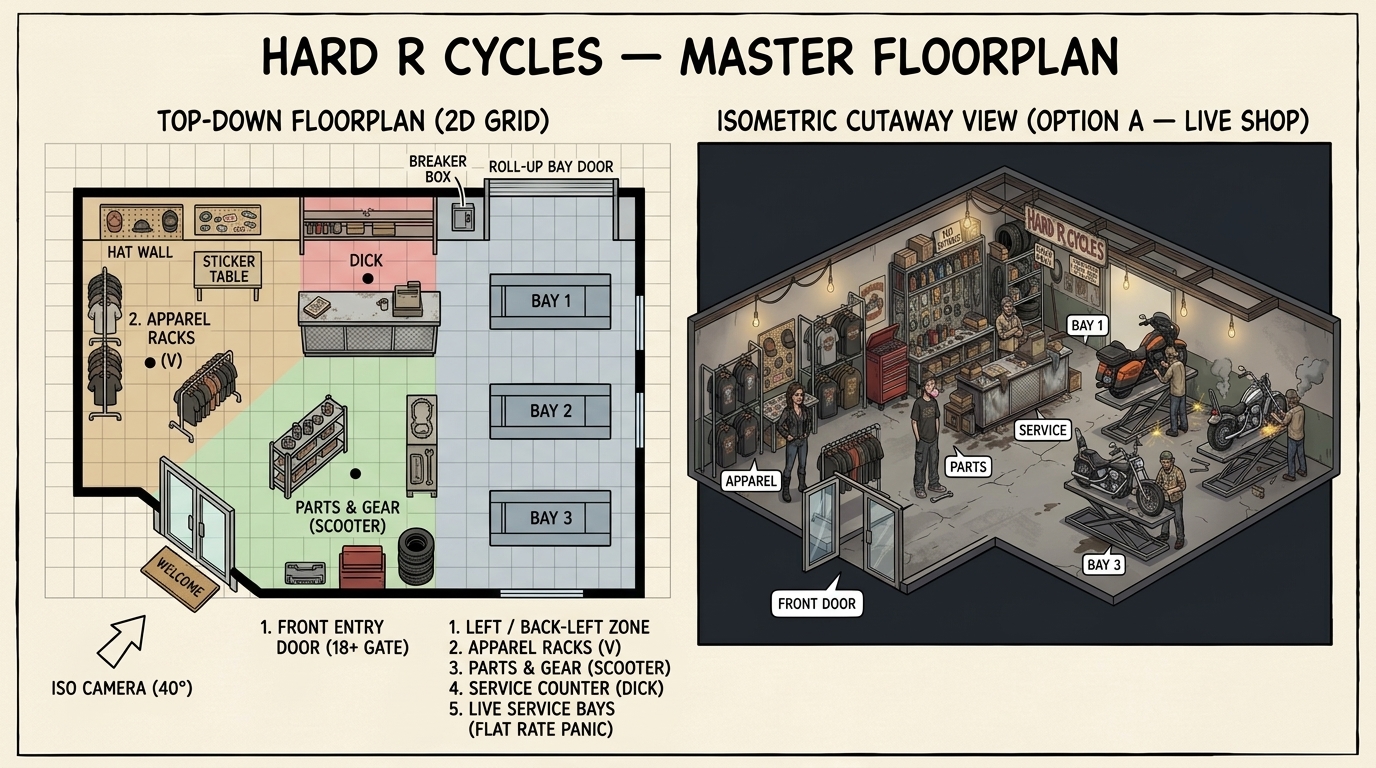 HARD R CYCLES — MASTER FLOORPLAN
TOP-DOWN FLOORPLAN (2D GRID)
BREAKER
BOX
ROLL-UP BAY DOOR
HAT WALL
STICKER
TABLE
DICK
2. APPAREL
RACKS
(V)
BAY 1
BAY 2
BAY 3
PARTS & GEAR
(SCOOTER)
WELCOME
ISO CAMERA (40°)
1. FRONT ENTRY
DOOR (18+ GATE)
1. LEFT / BACK-LEFT ZONE
2. APPAREL RACKS (V)
3. PARTS & GEAR (SCOOTER)
4. SERVICE COUNTER (DICK)
5. LIVE SERVICE BAYS
(FLAT RATE PANIC)
ISOMETRIC CUTAWAY VIEW (OPTION A — LIVE SHOP)
NO
HARD R CYCLES
BAY 1
SERVICE
PARTS
APPAREL
BAY 3
FRONT DOOR